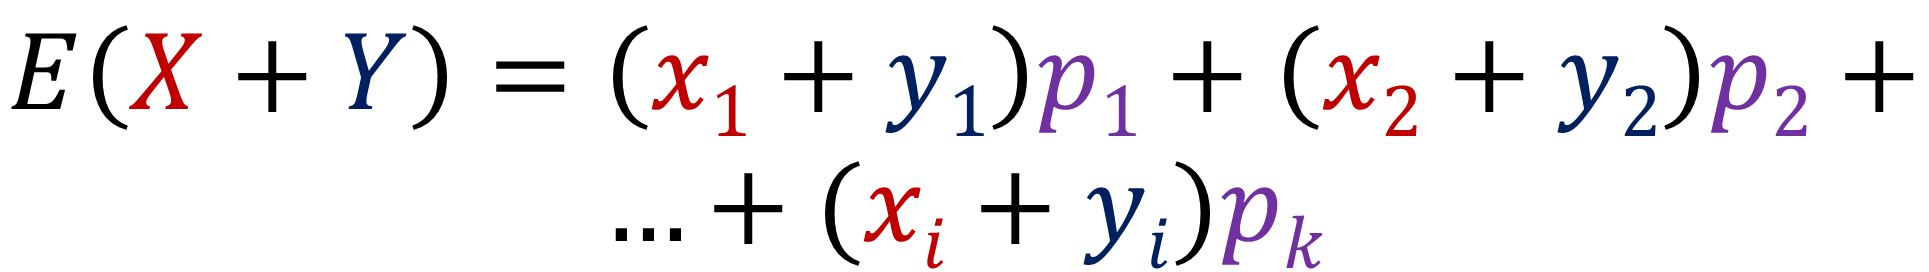 E(X + Y) = (x₁ + y₁)p₁ + (x₂ + y₂)p₂ +
… + (xᵢ + yᵢ)pₖ